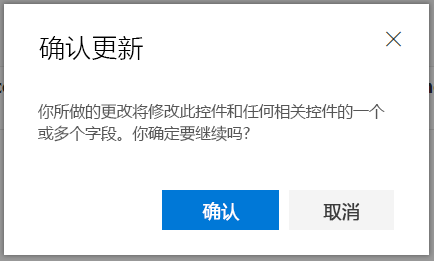 确认更新
你所做的更改将修改此控件和任何相关控件的一个
或多个字段。你确定要继续吗?
确认
取消